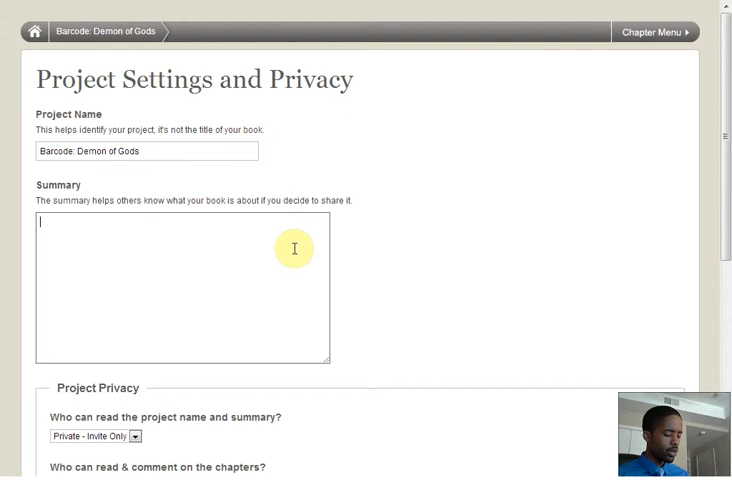 Barcode: Demon of Gods
Chapter Menu
Project Settings and Privacy
Project Name
This helps identify your project, it's not the title of your book.
Barcode: Demon of Gods
Summary
The summary helps others know what your book is about if you decide to share it.
Project Privacy
Who can read the project name and summary?
Private - Invite Only
Who can read & comment on the chapters?